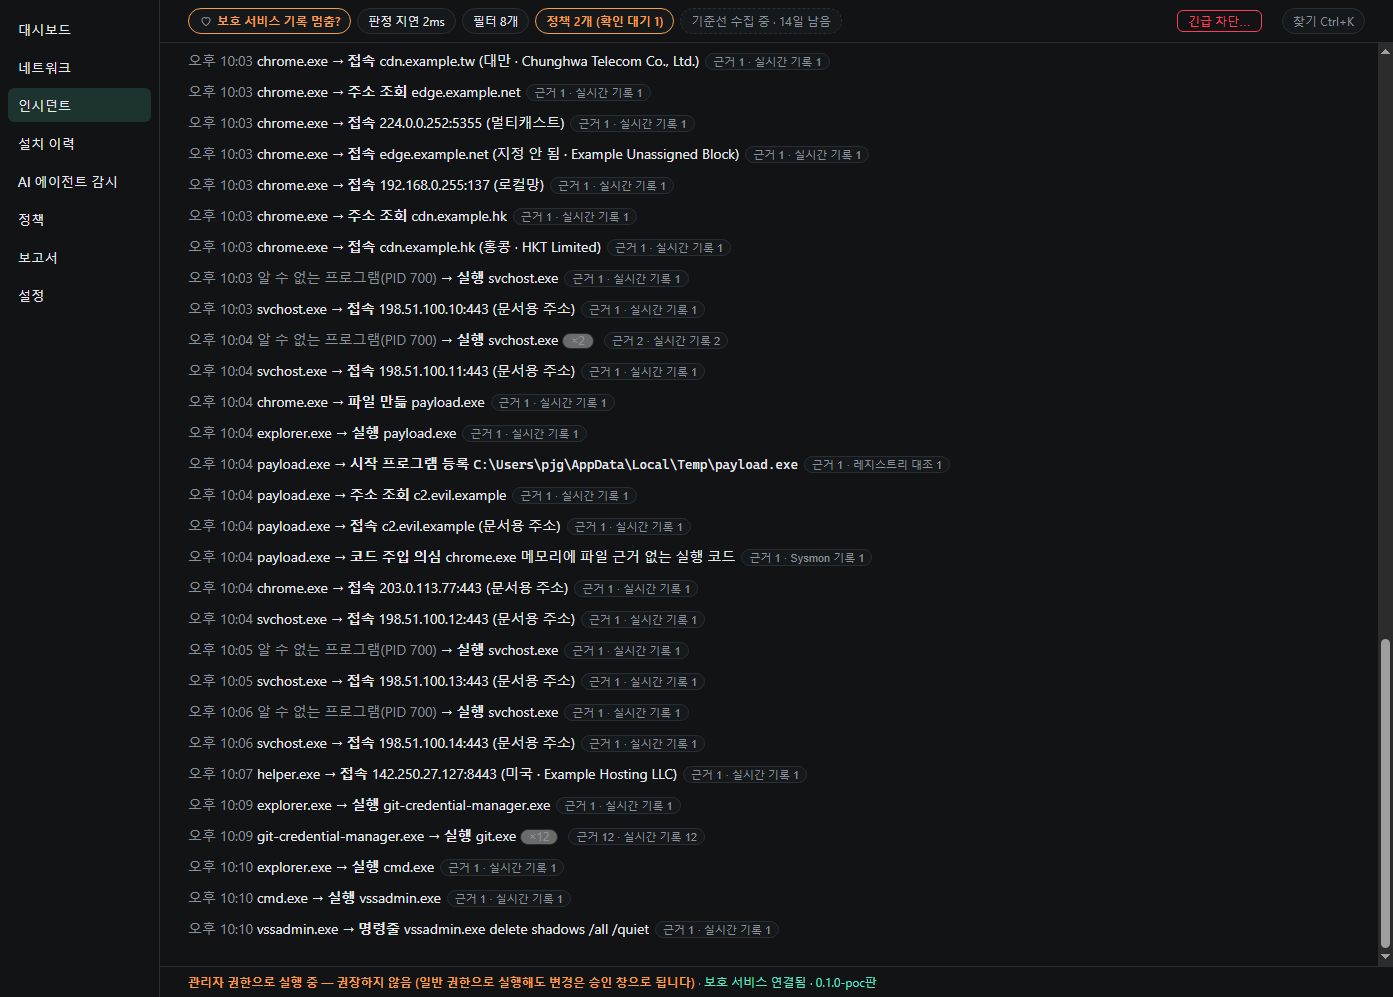 ♡ 보호 서비스 기록 멈춤? 판정 지연 2ms 필터 8개 정책 2개 (확인 대기 1) 기준선 수집 중 · 14일 남음 긴급 차단... 찾기 Ctrl+K
대시보드
네트워크
인시던트
설치 이력
AI 에이전트 감시
정책
보고서
설정
오후 10:03 chrome.exe → 접속 cdn.example.tw (대만 · Chunghwa Telecom Co., Ltd.) 근거 1 · 실시간 기록 1
오후 10:03 chrome.exe → 주소 조회 edge.example.net 근거 1 · 실시간 기록 1
오후 10:03 chrome.exe → 접속 224.0.0.252:5355 (멀티캐스트) 근거 1 · 실시간 기록 1
오후 10:03 chrome.exe → 접속 edge.example.net (지정 안 됨 · Example Unassigned Block) 근거 1 · 실시간 기록 1
오후 10:03 chrome.exe → 접속 192.168.0.255:137 (로컬망) 근거 1 · 실시간 기록 1
오후 10:03 chrome.exe → 주소 조회 cdn.example.hk 근거 1 · 실시간 기록 1
오후 10:03 chrome.exe → 접속 cdn.example.hk (홍콩 · HKT Limited) 근거 1 · 실시간 기록 1
오후 10:03 알 수 없는 프로그램(PID 700) → 실행 svchost.exe 근거 1 · 실시간 기록 1
오후 10:03 svchost.exe → 접속 198.51.100.10:443 (문서용 주소) 근거 1 · 실시간 기록 1
오후 10:04 알 수 없는 프로그램(PID 700) → 실행 svchost.exe ×2 근거 2 · 실시간 기록 2
오후 10:04 svchost.exe → 접속 198.51.100.11:443 (문서용 주소) 근거 1 · 실시간 기록 1
오후 10:04 chrome.exe → 파일 만듦 payload.exe 근거 1 · 실시간 기록 1
오후 10:04 explorer.exe → 실행 payload.exe 근거 1 · 실시간 기록 1
오후 10:04 payload.exe → 시작 프로그램 등록 C:\Users\pjg\AppData\Local\Temp\payload.exe 근거 1 · 레지스트리 대조 1
오후 10:04 payload.exe → 주소 조회 c2.evil.example 근거 1 · 실시간 기록 1
오후 10:04 payload.exe → 접속 c2.evil.example (문서용 주소) 근거 1 · 실시간 기록 1
오후 10:04 payload.exe → 코드 주입 의심 chrome.exe 메모리에 파일 근거 없는 실행 코드 근거 1 · Sysmon 기록 1
오후 10:04 chrome.exe → 접속 203.0.113.77:443 (문서용 주소) 근거 1 · 실시간 기록 1
오후 10:04 svchost.exe → 접속 198.51.100.12:443 (문서용 주소) 근거 1 · 실시간 기록 1
오후 10:05 알 수 없는 프로그램(PID 700) → 실행 svchost.exe 근거 1 · 실시간 기록 1
오후 10:05 svchost.exe → 접속 198.51.100.13:443 (문서용 주소) 근거 1 · 실시간 기록 1
오후 10:06 알 수 없는 프로그램(PID 700) → 실행 svchost.exe 근거 1 · 실시간 기록 1
오후 10:06 svchost.exe → 접속 198.51.100.14:443 (문서용 주소) 근거 1 · 실시간 기록 1
오후 10:07 helper.exe → 접속 142.250.27.127:8443 (미국 · Example Hosting LLC) 근거 1 · 실시간 기록 1
오후 10:09 explorer.exe → 실행 git-credential-manager.exe 근거 1 · 실시간 기록 1
오후 10:09 git-credential-manager.exe → 실행 git.exe ×12 근거 12 · 실시간 기록 12
오후 10:10 explorer.exe → 실행 cmd.exe 근거 1 · 실시간 기록 1
오후 10:10 cmd.exe → 실행 vssadmin.exe 근거 1 · 실시간 기록 1
오후 10:10 vssadmin.exe → 명령줄 vssadmin.exe delete shadows /all /quiet 근거 1 · 실시간 기록 1
관리자 권한으로 실행 중 — 권장하지 않음 (일반 권한으로 실행해도 변경은 승인 창으로 됩니다) · 보호 서비스 연결됨 · 0.1.0-poc판